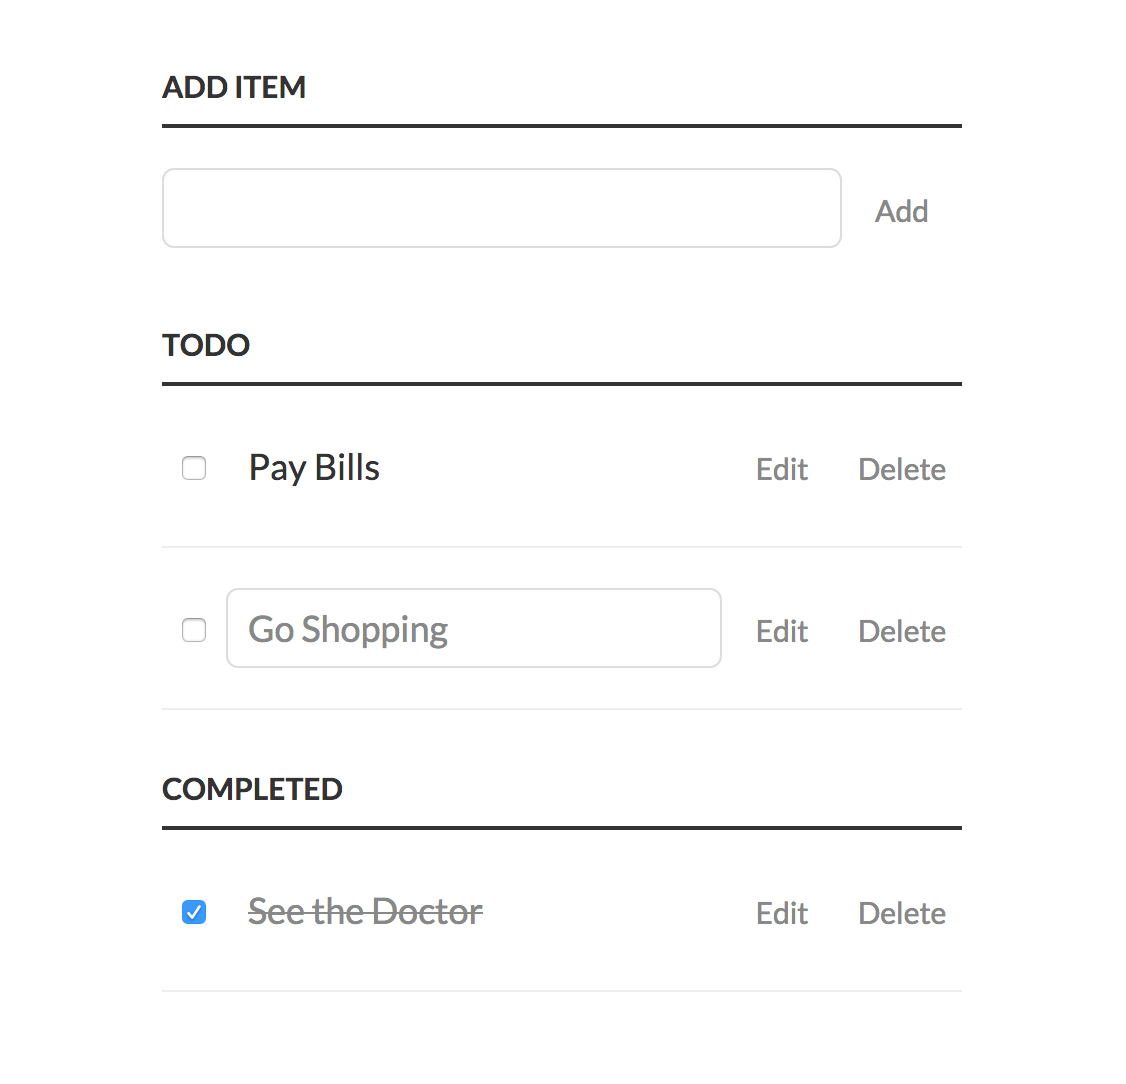 ADD ITEM
Add
TODO
Pay Bills Edit Delete
Go Shopping Edit Delete
COMPLETED
See the Doctor Edit Delete